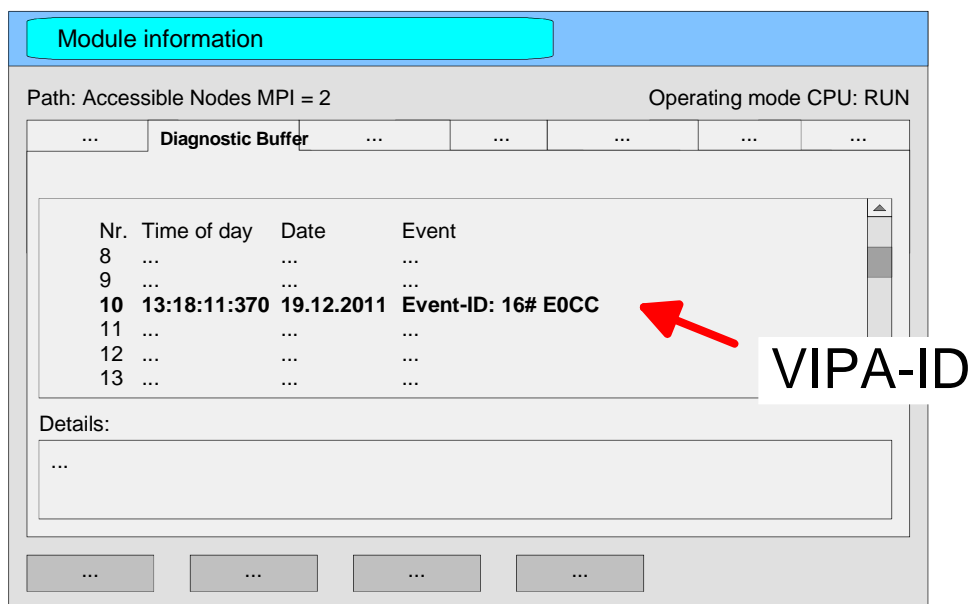 Module information
Path: Accessible Nodes MPI = 2 Operating mode CPU: RUN
... Diagnostic Buffer ... ... ... ... ...
Nr. Time of day Date Event
8 ... ... ...
9 ... ... ...
10 13:18:11:370 19.12.2011 Event-ID: 16# E0CC
11 ... ... ...
12 ... ... ...
13 ... ... ...
VIPA-ID
Details:
...
... ... ... ...